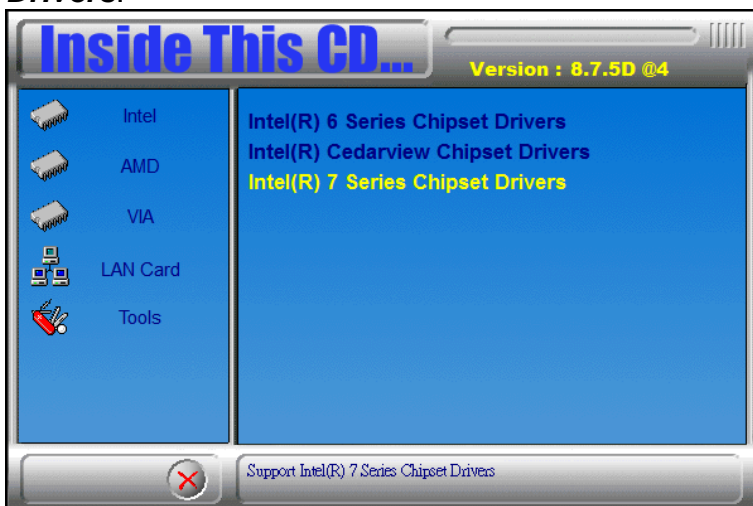 Drivers.
Inside This CD...
Version : 8.7.5D @4
Intel
AMD
VIA
LAN Card
Tools
Intel(R) 6 Series Chipset Drivers
Intel(R) Cedarview Chipset Drivers
Intel(R) 7 Series Chipset Drivers
Support Intel(R) 7 Series Chipset Drivers